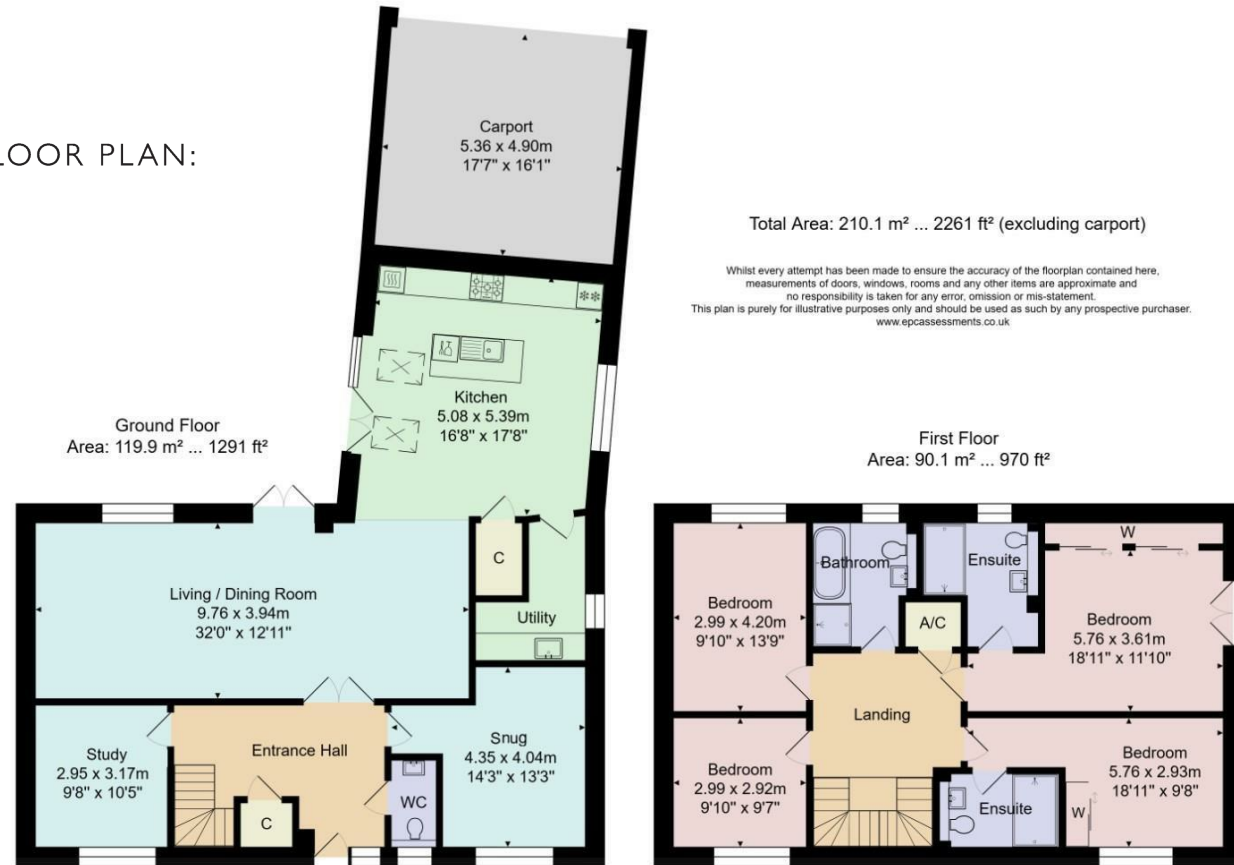 LOOR PLAN:
Carport
5.36 x 4.90m
17'7" x 16'1"
Total Area: 210.1 m² ... 2261 ft² (excluding carport)
Whilst every attempt has been made to ensure the accuracy of the floorplan contained here,
measurements of doors, windows, rooms and any other items are approximate and
no responsibility is taken for any error, omission or mis-statement.
This plan is purely for illustrative purposes only and should be used as such by any prospective purchaser.
www.epcassessments.co.uk
Ground Floor
Area: 119.9 m² ... 1291 ft²
Kitchen
5.08 x 5.39m
16'8" x 17'8"
C
Living / Dining Room
9.76 x 3.94m
32'0" x 12'11"
Utility
Study
2.95 x 3.17m
9'8" x 10'5"
Entrance Hall
C
WC
Snug
4.35 x 4.04m
14'3" x 13'3"
First Floor
Area: 90.1 m² ... 970 ft²
Bedroom
2.99 x 4.20m
9'10" x 13'9"
Bathroom
A/C
Ensuite
W
Bedroom
5.76 x 3.61m
18'11" x 11'10"
Landing
Bedroom
2.99 x 2.92m
9'10" x 9'7"
Ensuite
W
Bedroom
5.76 x 2.93m
18'11" x 9'8"